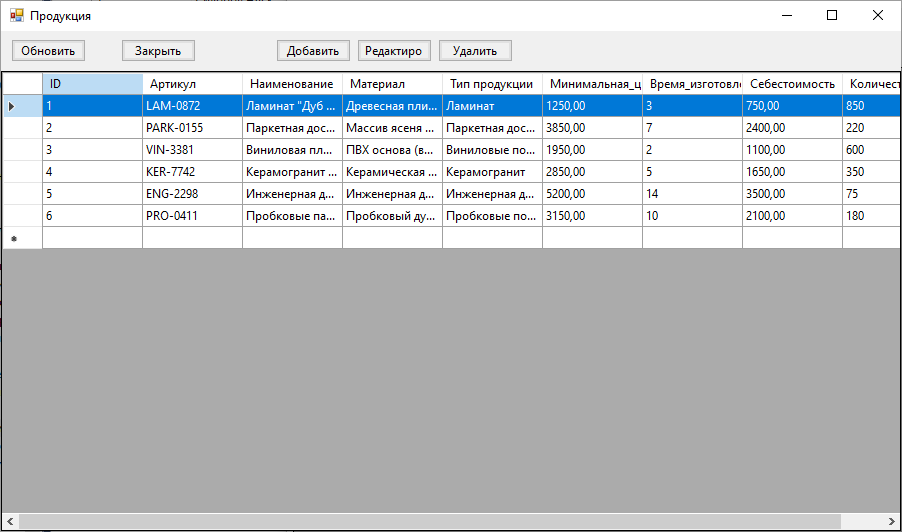 Продукция
Обновить Закрыть Добавить Редактиро Удалить
ID Артикул Наименование Материал Тип продукции Минимальная_ц Время_изготовле Себестоимость Количест
1 LAM-0872 Ламинат "Дуб ... Древесная пли... Ламинат 1250,00 3 750,00 850
2 PARK-0155 Паркетная дос... Массив ясеня ... Паркетная дос... 3850,00 7 2400,00 220
3 VIN-3381 Виниловая пл... ПВХ основа (в... Виниловые по... 1950,00 2 1100,00 600
4 KER-7742 Керамогранит ... Керамическая ... Керамогранит 2850,00 5 1650,00 350
5 ENG-2298 Инженерная д... Инженерная д... Инженерная д... 5200,00 14 3500,00 75
6 PRO-0411 Пробковые па... Пробковый ду... Пробковые по... 3150,00 10 2100,00 180